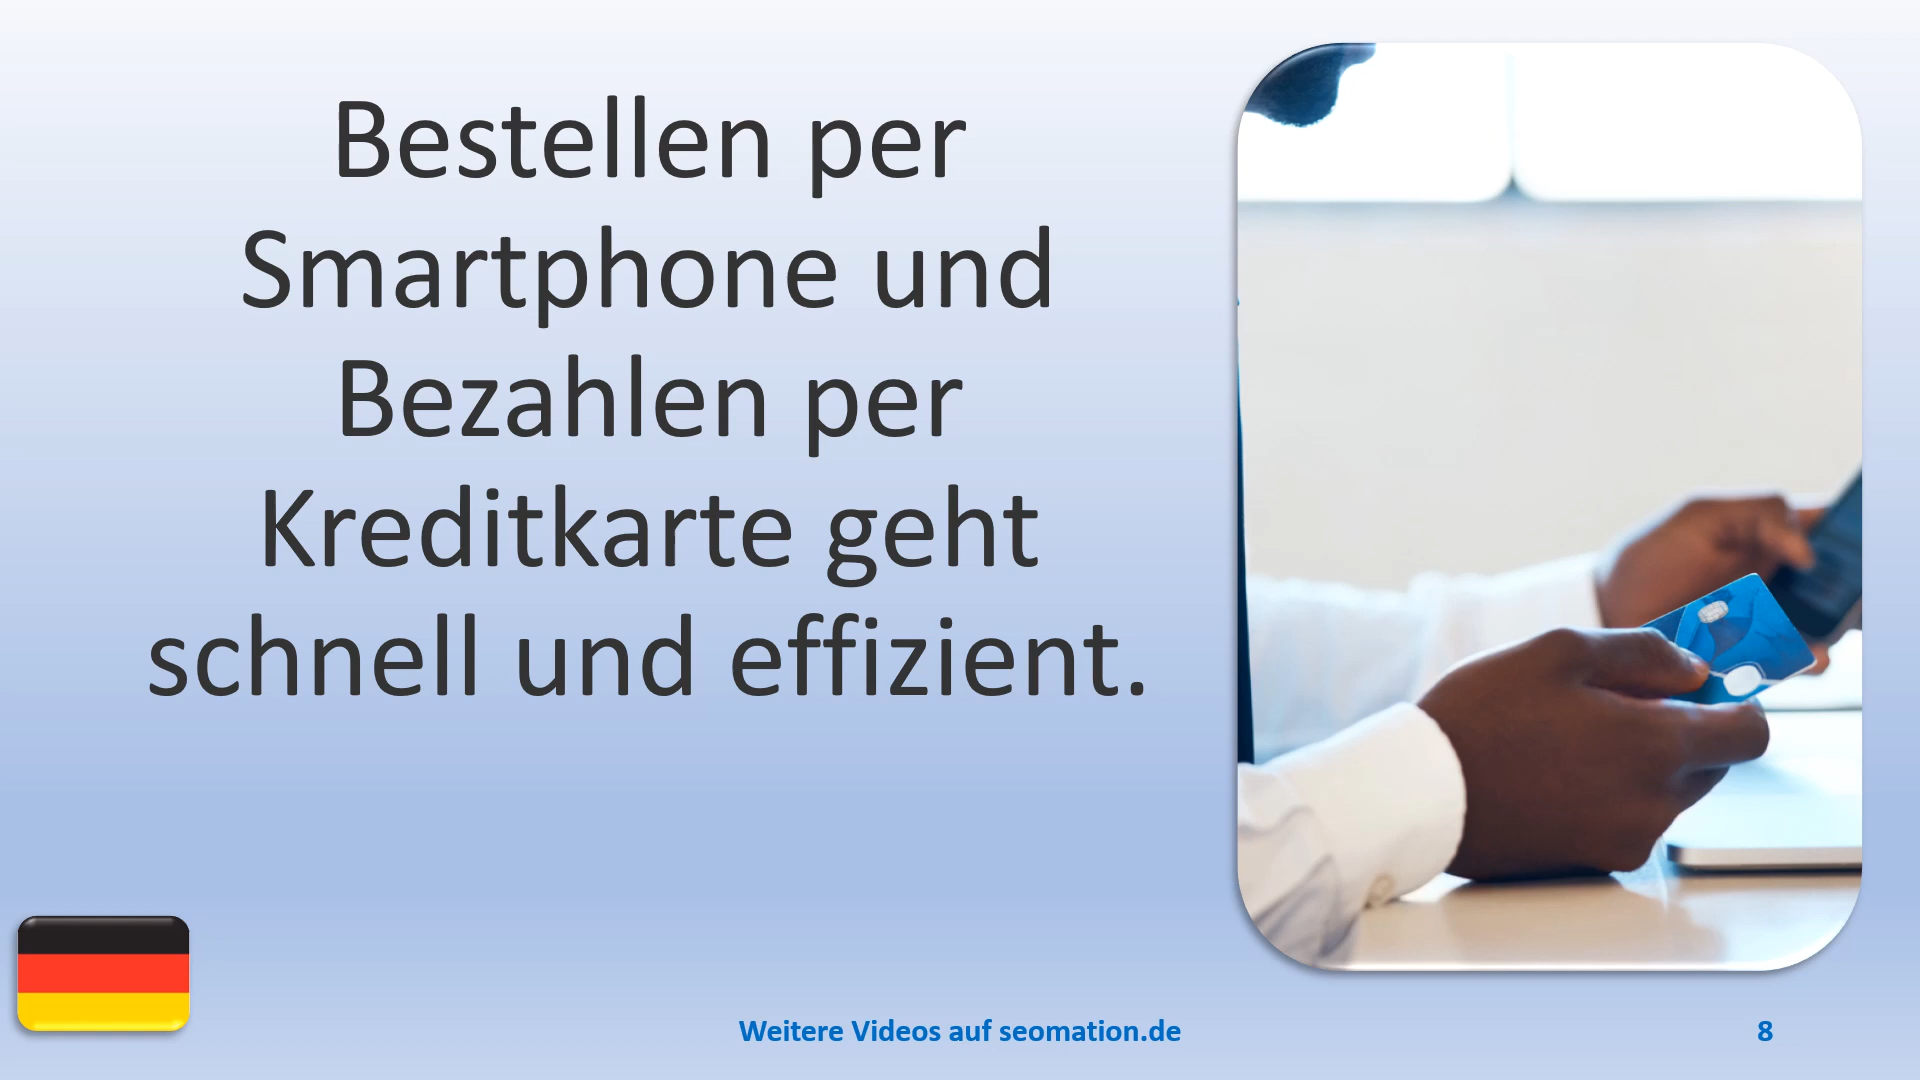 Bestellen per
Smartphone und
Bezahlen per
Kreditkarte geht
schnell und effizient.
Weitere Videos auf seomation.de
8